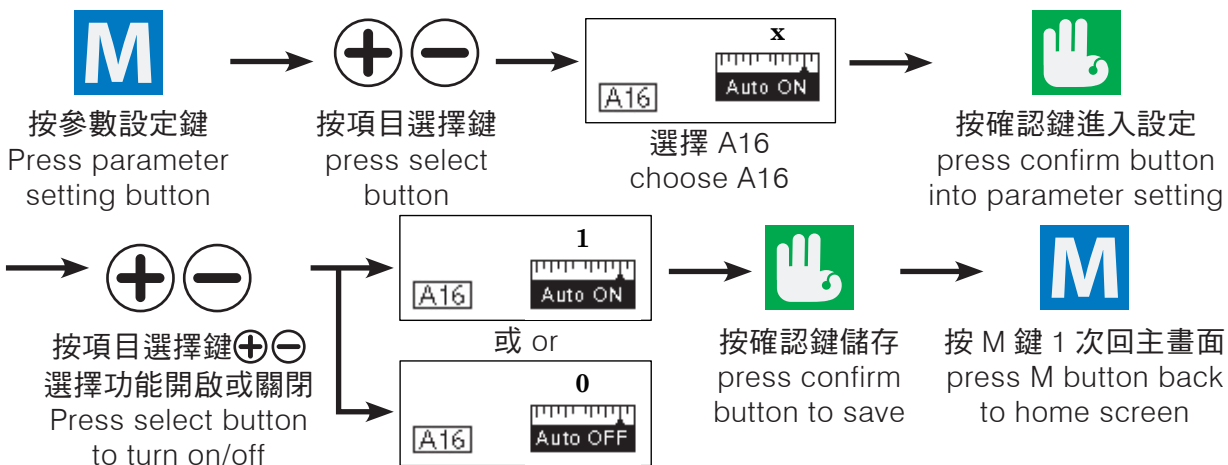 M
按參數設定鍵
Press parameter
setting button
按項目選擇鍵
press select
button
x
A16
Auto ON
選擇 A16
choose A16
按確認鍵進入設定
press confirm button
into parameter setting
按項目選擇鍵⊕⊖
選擇功能開啟或關閉
Press select button
to turn on/off
1
A16
Auto ON
或 or
0
A16
Auto OFF
按確認鍵儲存
press confirm
button to save
M
按 M 鍵 1 次回主畫面
press M button back
to home screen